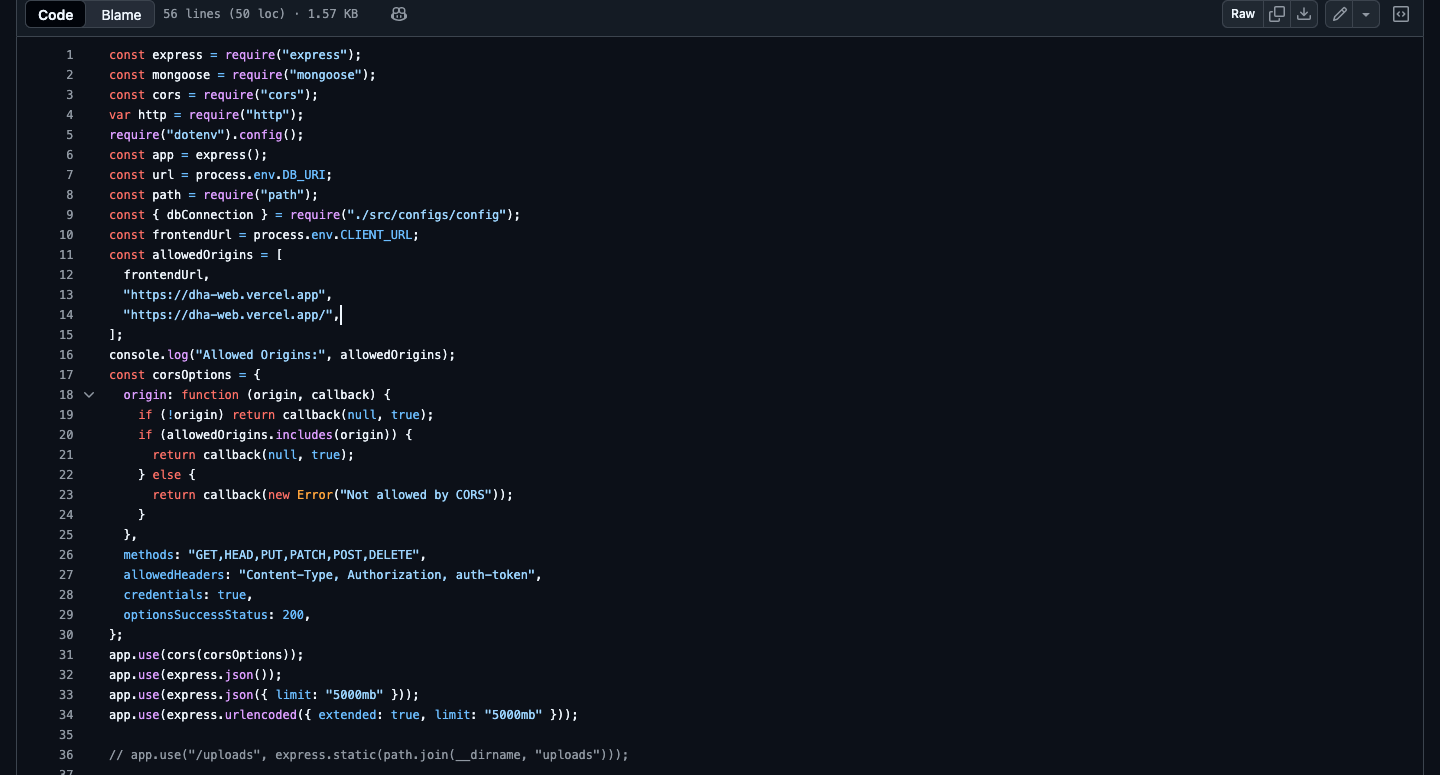 Code Blame 56 lines (50 loc) · 1.57 KB Raw
1 const express = require("express");
2 const mongoose = require("mongoose");
3 const cors = require("cors");
4 var http = require("http");
5 require("dotenv").config();
6 const app = express();
7 const url = process.env.DB_URI;
8 const path = require("path");
9 const { dbConnection } = require("./src/configs/config");
10 const frontendUrl = process.env.CLIENT_URL;
11 const allowedOrigins = [
12   frontendUrl,
13   "https://dha-web.vercel.app",
14   "https://dha-web.vercel.app/",
15 ];
16 console.log("Allowed Origins:", allowedOrigins);
17 const corsOptions = {
18   origin: function (origin, callback) {
19     if (!origin) return callback(null, true);
20     if (allowedOrigins.includes(origin)) {
21       return callback(null, true);
22     } else {
23       return callback(new Error("Not allowed by CORS"));
24     }
25   },
26   methods: "GET,HEAD,PUT,PATCH,POST,DELETE",
27   allowedHeaders: "Content-Type, Authorization, auth-token",
28   credentials: true,
29   optionsSuccessStatus: 200,
30 };
31 app.use(cors(corsOptions));
32 app.use(express.json());
33 app.use(express.json({ limit: "5000mb" }));
34 app.use(express.urlencoded({ extended: true, limit: "5000mb" }));
35
36 // app.use("/uploads", express.static(path.join(__dirname, "uploads")));
37